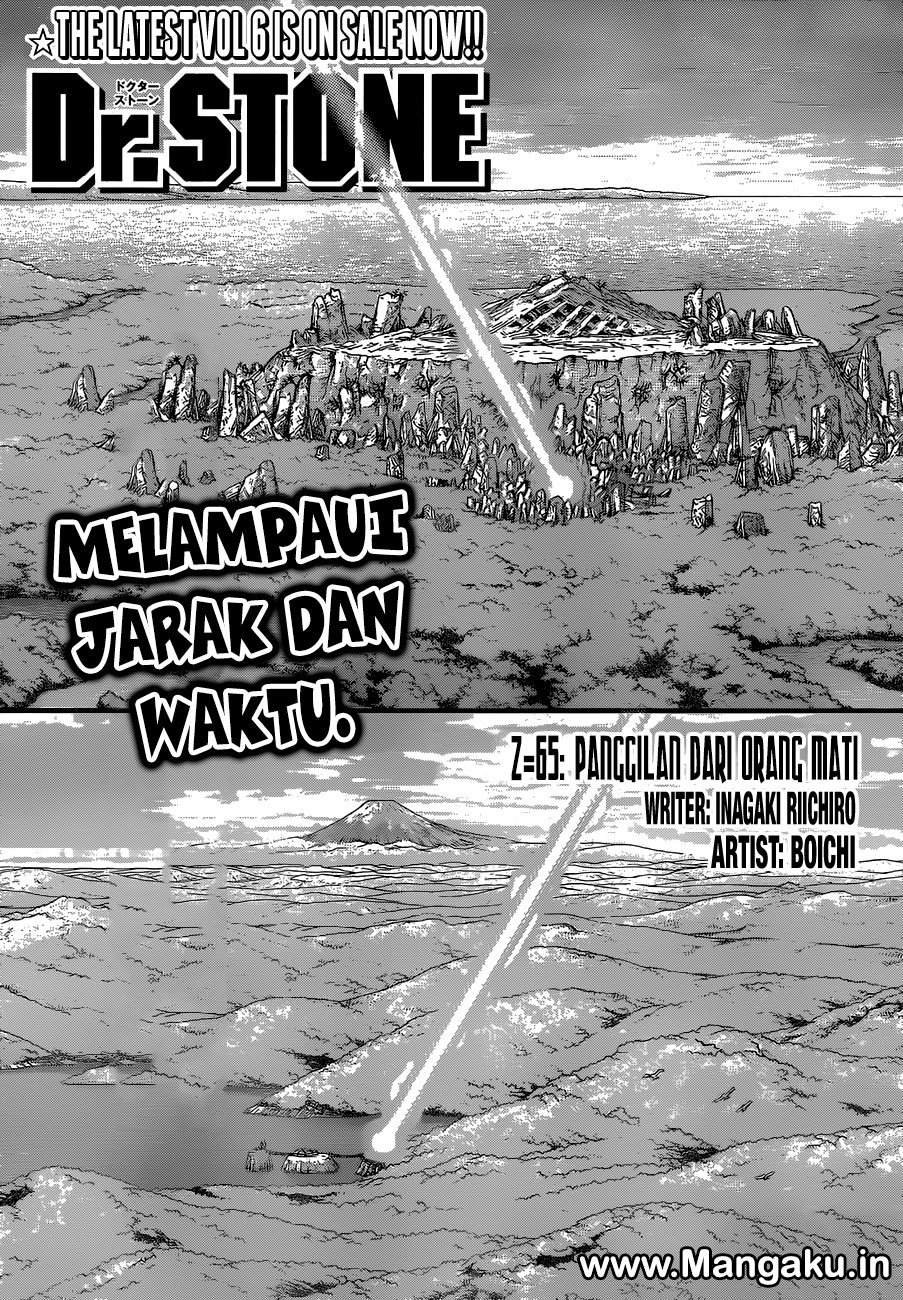 ☆THE LATEST VOL 6 IS ON SALE NOW!!
ドクター
ストーン
Dr.STONE
MELAMPAUI
JARAK DAN
WAKTU.
Z=65: PANGGILAN DARI ORANG MATI
WRITER: INAGAKI RIICHIRO
ARTIST: BOICHI
www.Mangaku.in